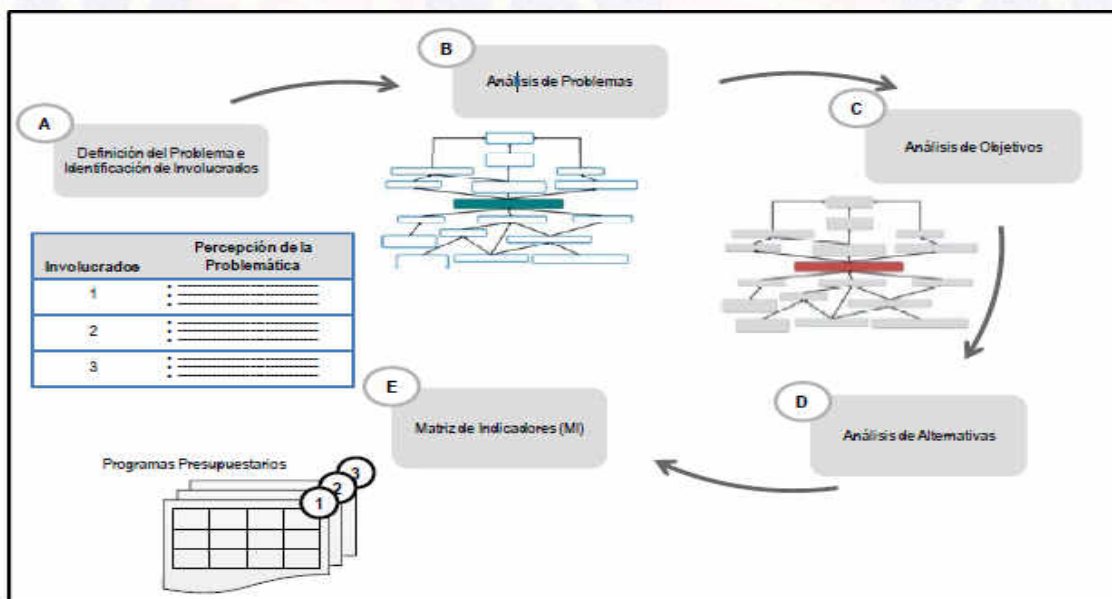 A
Definición del Problema e
Identificación de Involucrados
B
Análisis de Problemas
C
Análisis de Objetivos
Involucrados
Percepción de la
Problemática
1
2
3
D
Análisis de Alternativas
E
Matriz de Indicadores (MI)
Programas Presupuestarios
1
2
3